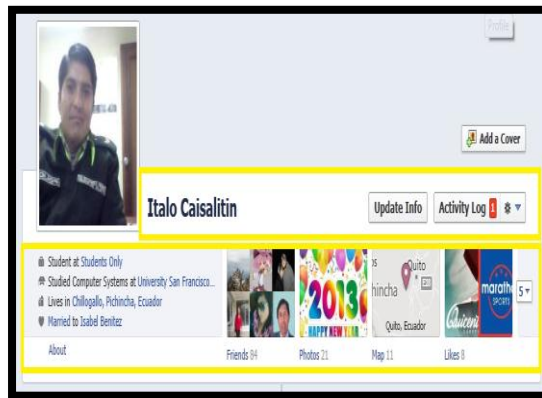 Profile
Add a Cover
Italo Caisalitin
Update Info
Activity Log 1
Student at Students Only
Studied Computer Systems at University San Francisco...
Lives in Chillogallo, Pichincha, Ecuador
Married to Isabel Benitez
About
2013
HAPPY NEW YEAR
Quito
hincha
Quito, Ecuador
Quicentro
marath
SPORTS
5
Friends 84
Photos 21
Map 11
Likes 8